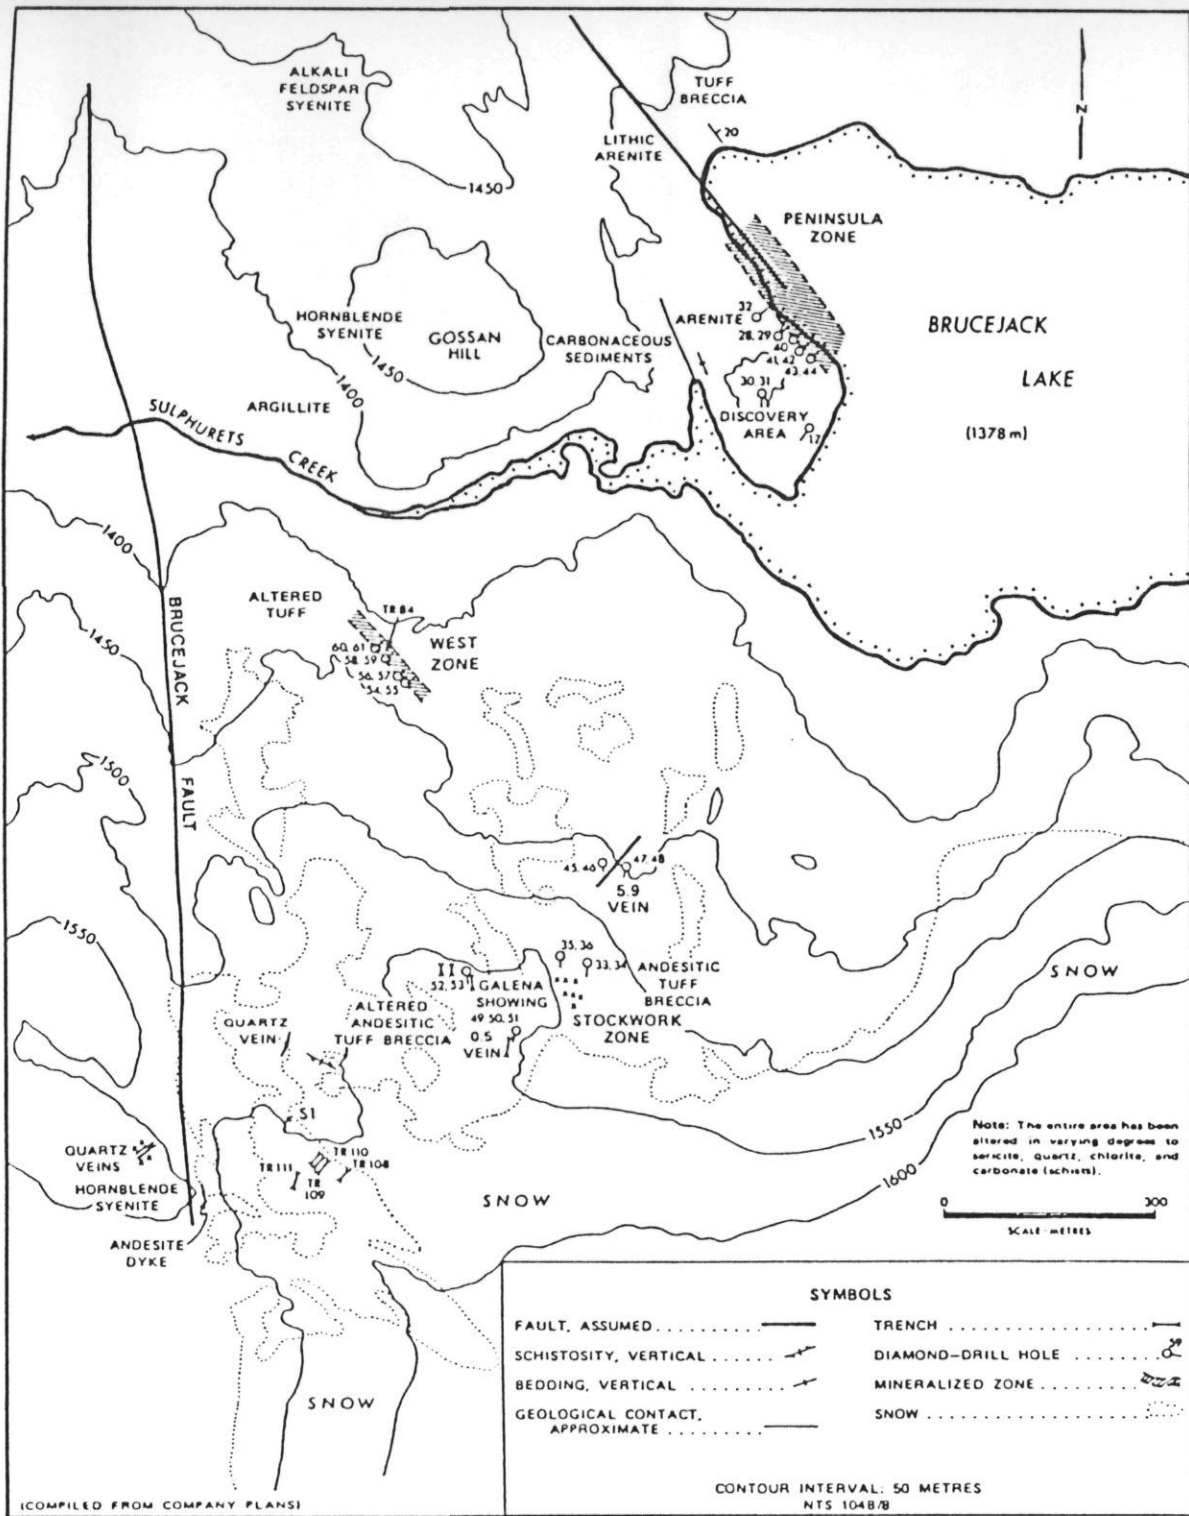 ALKALI
FELDSPAR
SYENITE
TUFF
BRECCIA
N
20
LITHIC
ARENITE
1450
PENINSULA
ZONE
HORNBLENDE
SYENITE
GOSSAN
HILL
1450
1400
CARBONACEOUS
SEDIMENTS
ARENITE
32
28, 29
40
41, 42
43, 44
30, 31
DISCOVERY
AREA
17
BRUCEJACK
LAKE
(1378 m)
ARGILLITE
SULPHURETS
CREEK
1400
1450
1500
1550
BRUCEJACK
FAULT
ALTERED
TUFF
TR 84
WEST
ZONE
60, 61
58, 59
56, 57
54, 55
45, 46
47, 48
5.9
VEIN
35, 36
33, 34
ANDESITIC
TUFF
BRECCIA
SNOW
52, 53
GALENA
SHOWING
49, 50, 51
0.5
VEIN
STOCKWORK
ZONE
ALTERED
ANDESITIC
TUFF BRECCIA
QUARTZ
VEIN
S1
QUARTZ
VEINS
HORNBLENDE
SYENITE
ANDESITE
DYKE
TR 111
TR 110
TR
109
TR 108
SNOW
1550
1600
Note: The entire area has been
altered in varying degrees to
sericite, quartz, chlorite, and
carbonate (schists).
0 300
SCALE - METRES
SNOW
SYMBOLS
FAULT, ASSUMED
SCHISTOSITY, VERTICAL
BEDDING, VERTICAL
GEOLOGICAL CONTACT,
APPROXIMATE
TRENCH
DIAMOND-DRILL HOLE 59
MINERALIZED ZONE
SNOW
CONTOUR INTERVAL: 50 METRES
NTS 104B/8
(COMPILED FROM COMPANY PLANS)